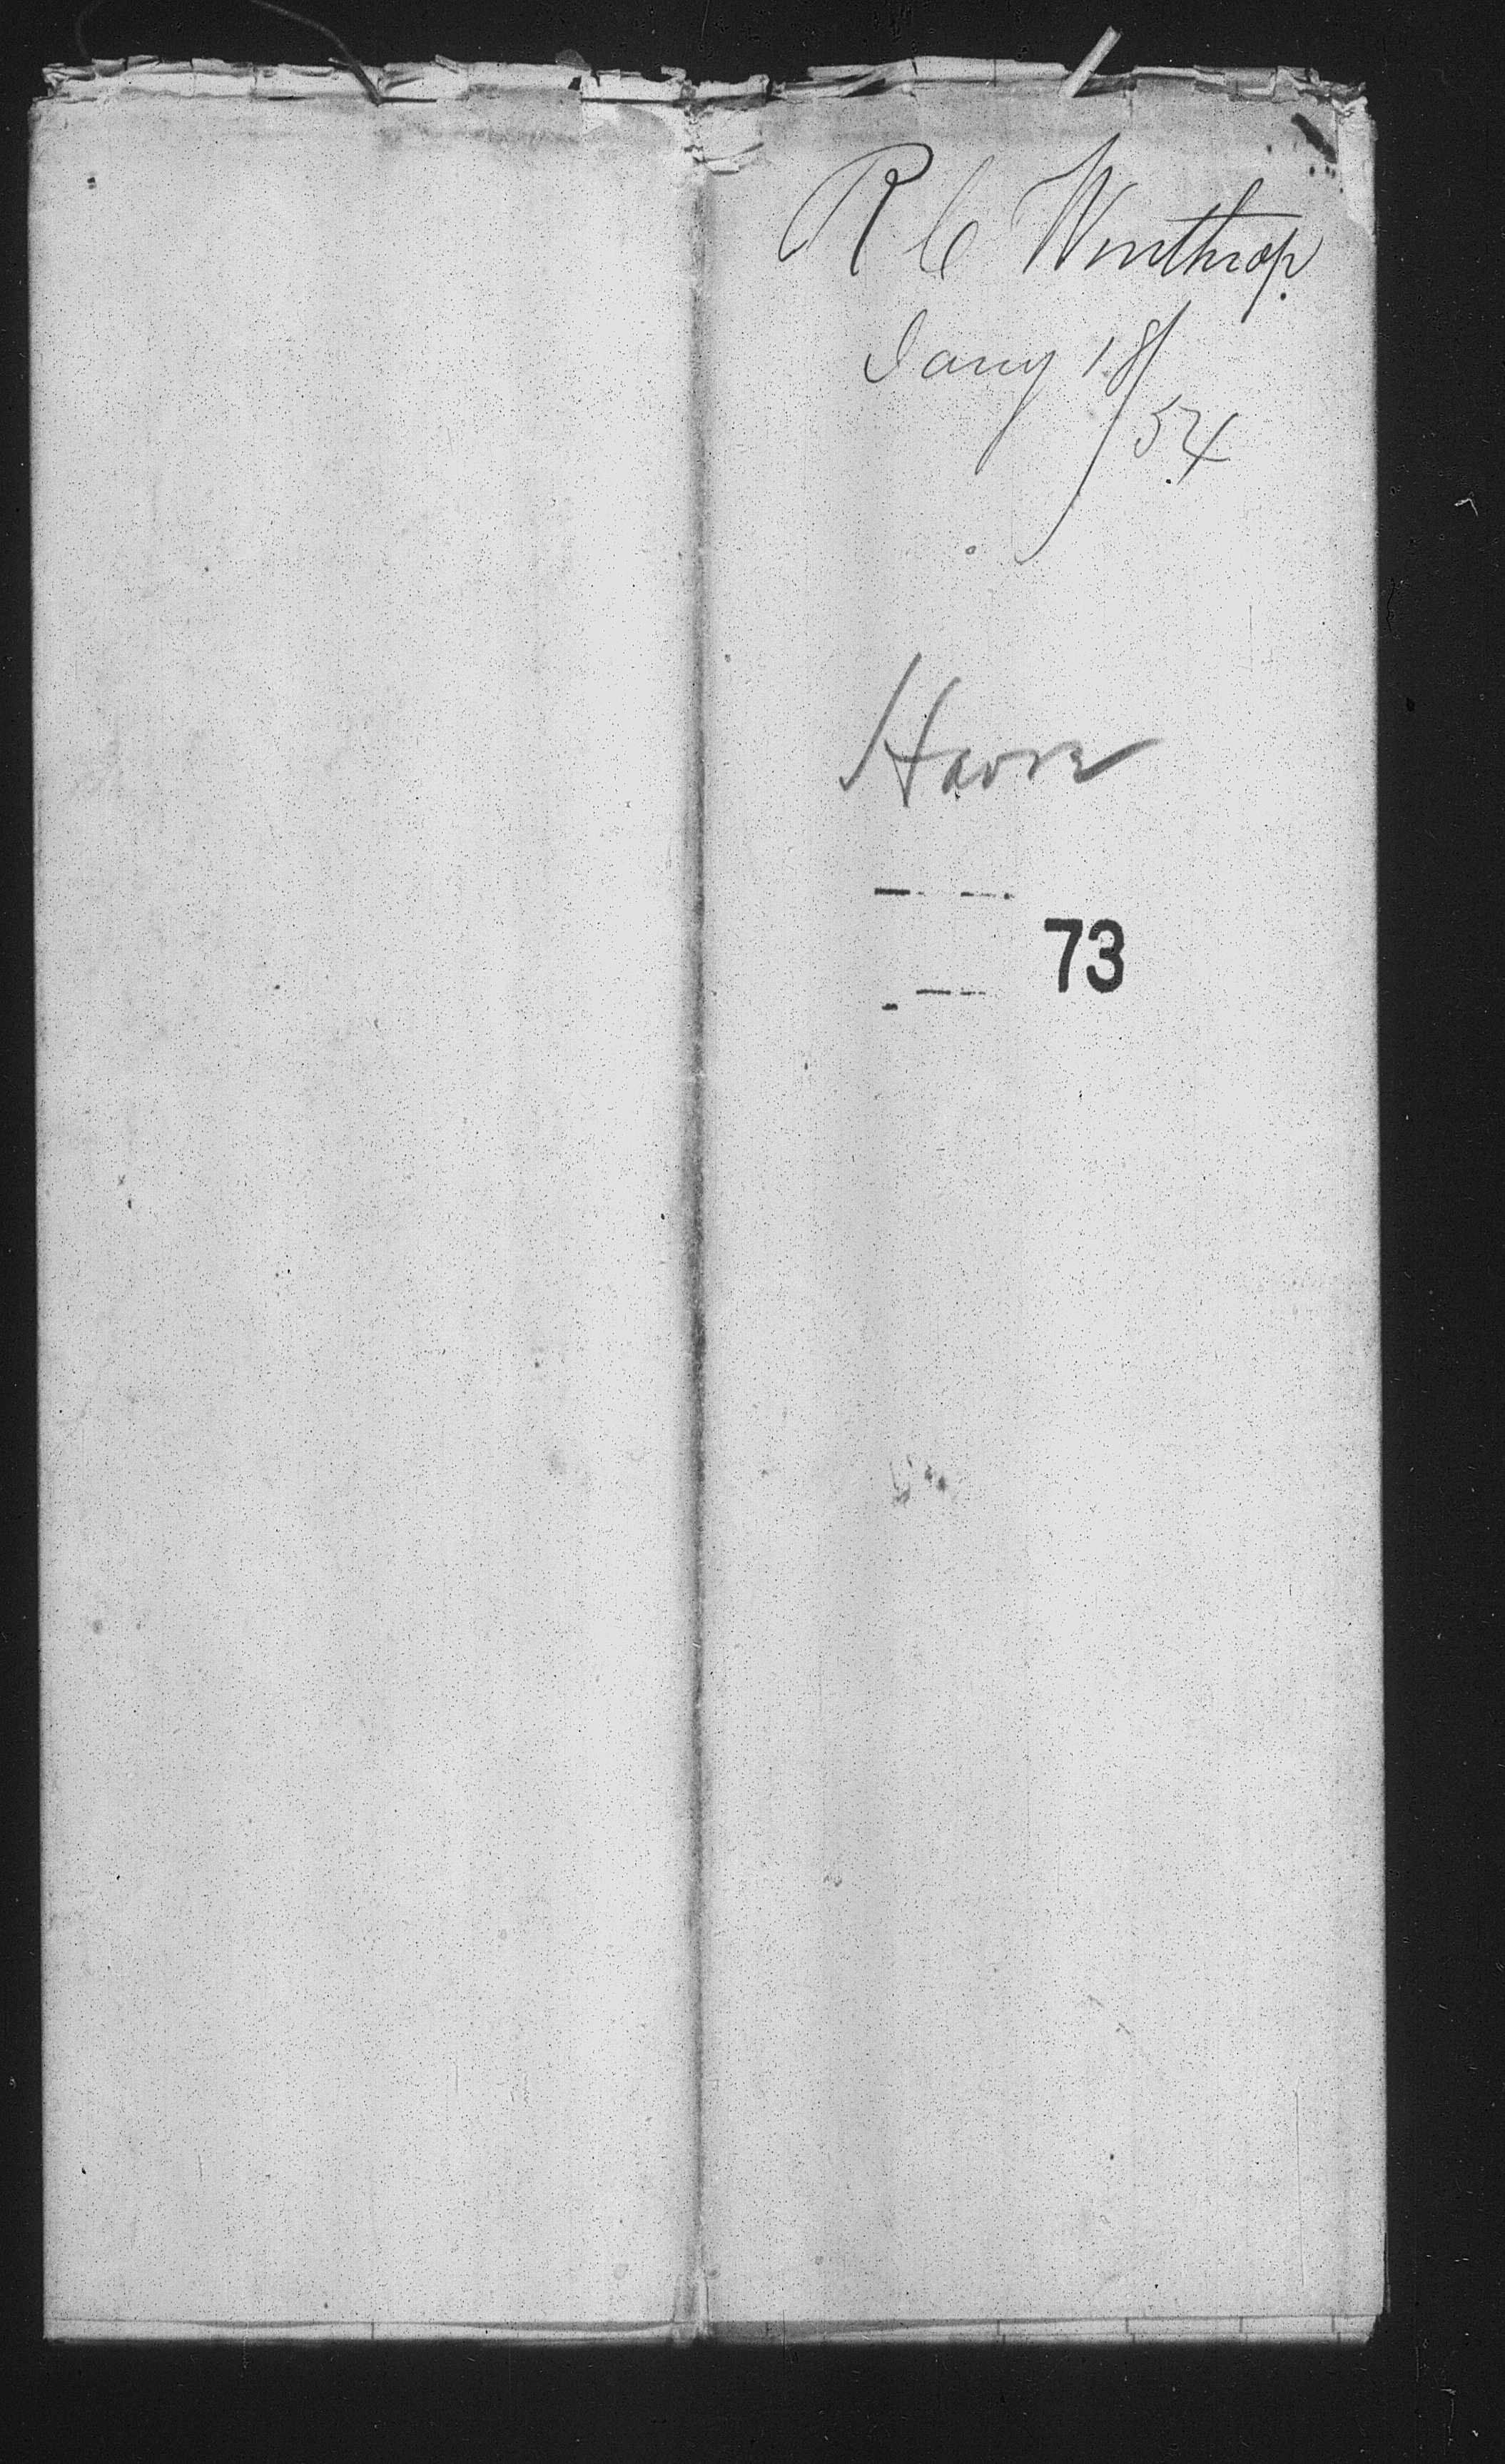 R C Winthrop
Jany 18/54
Havre
73